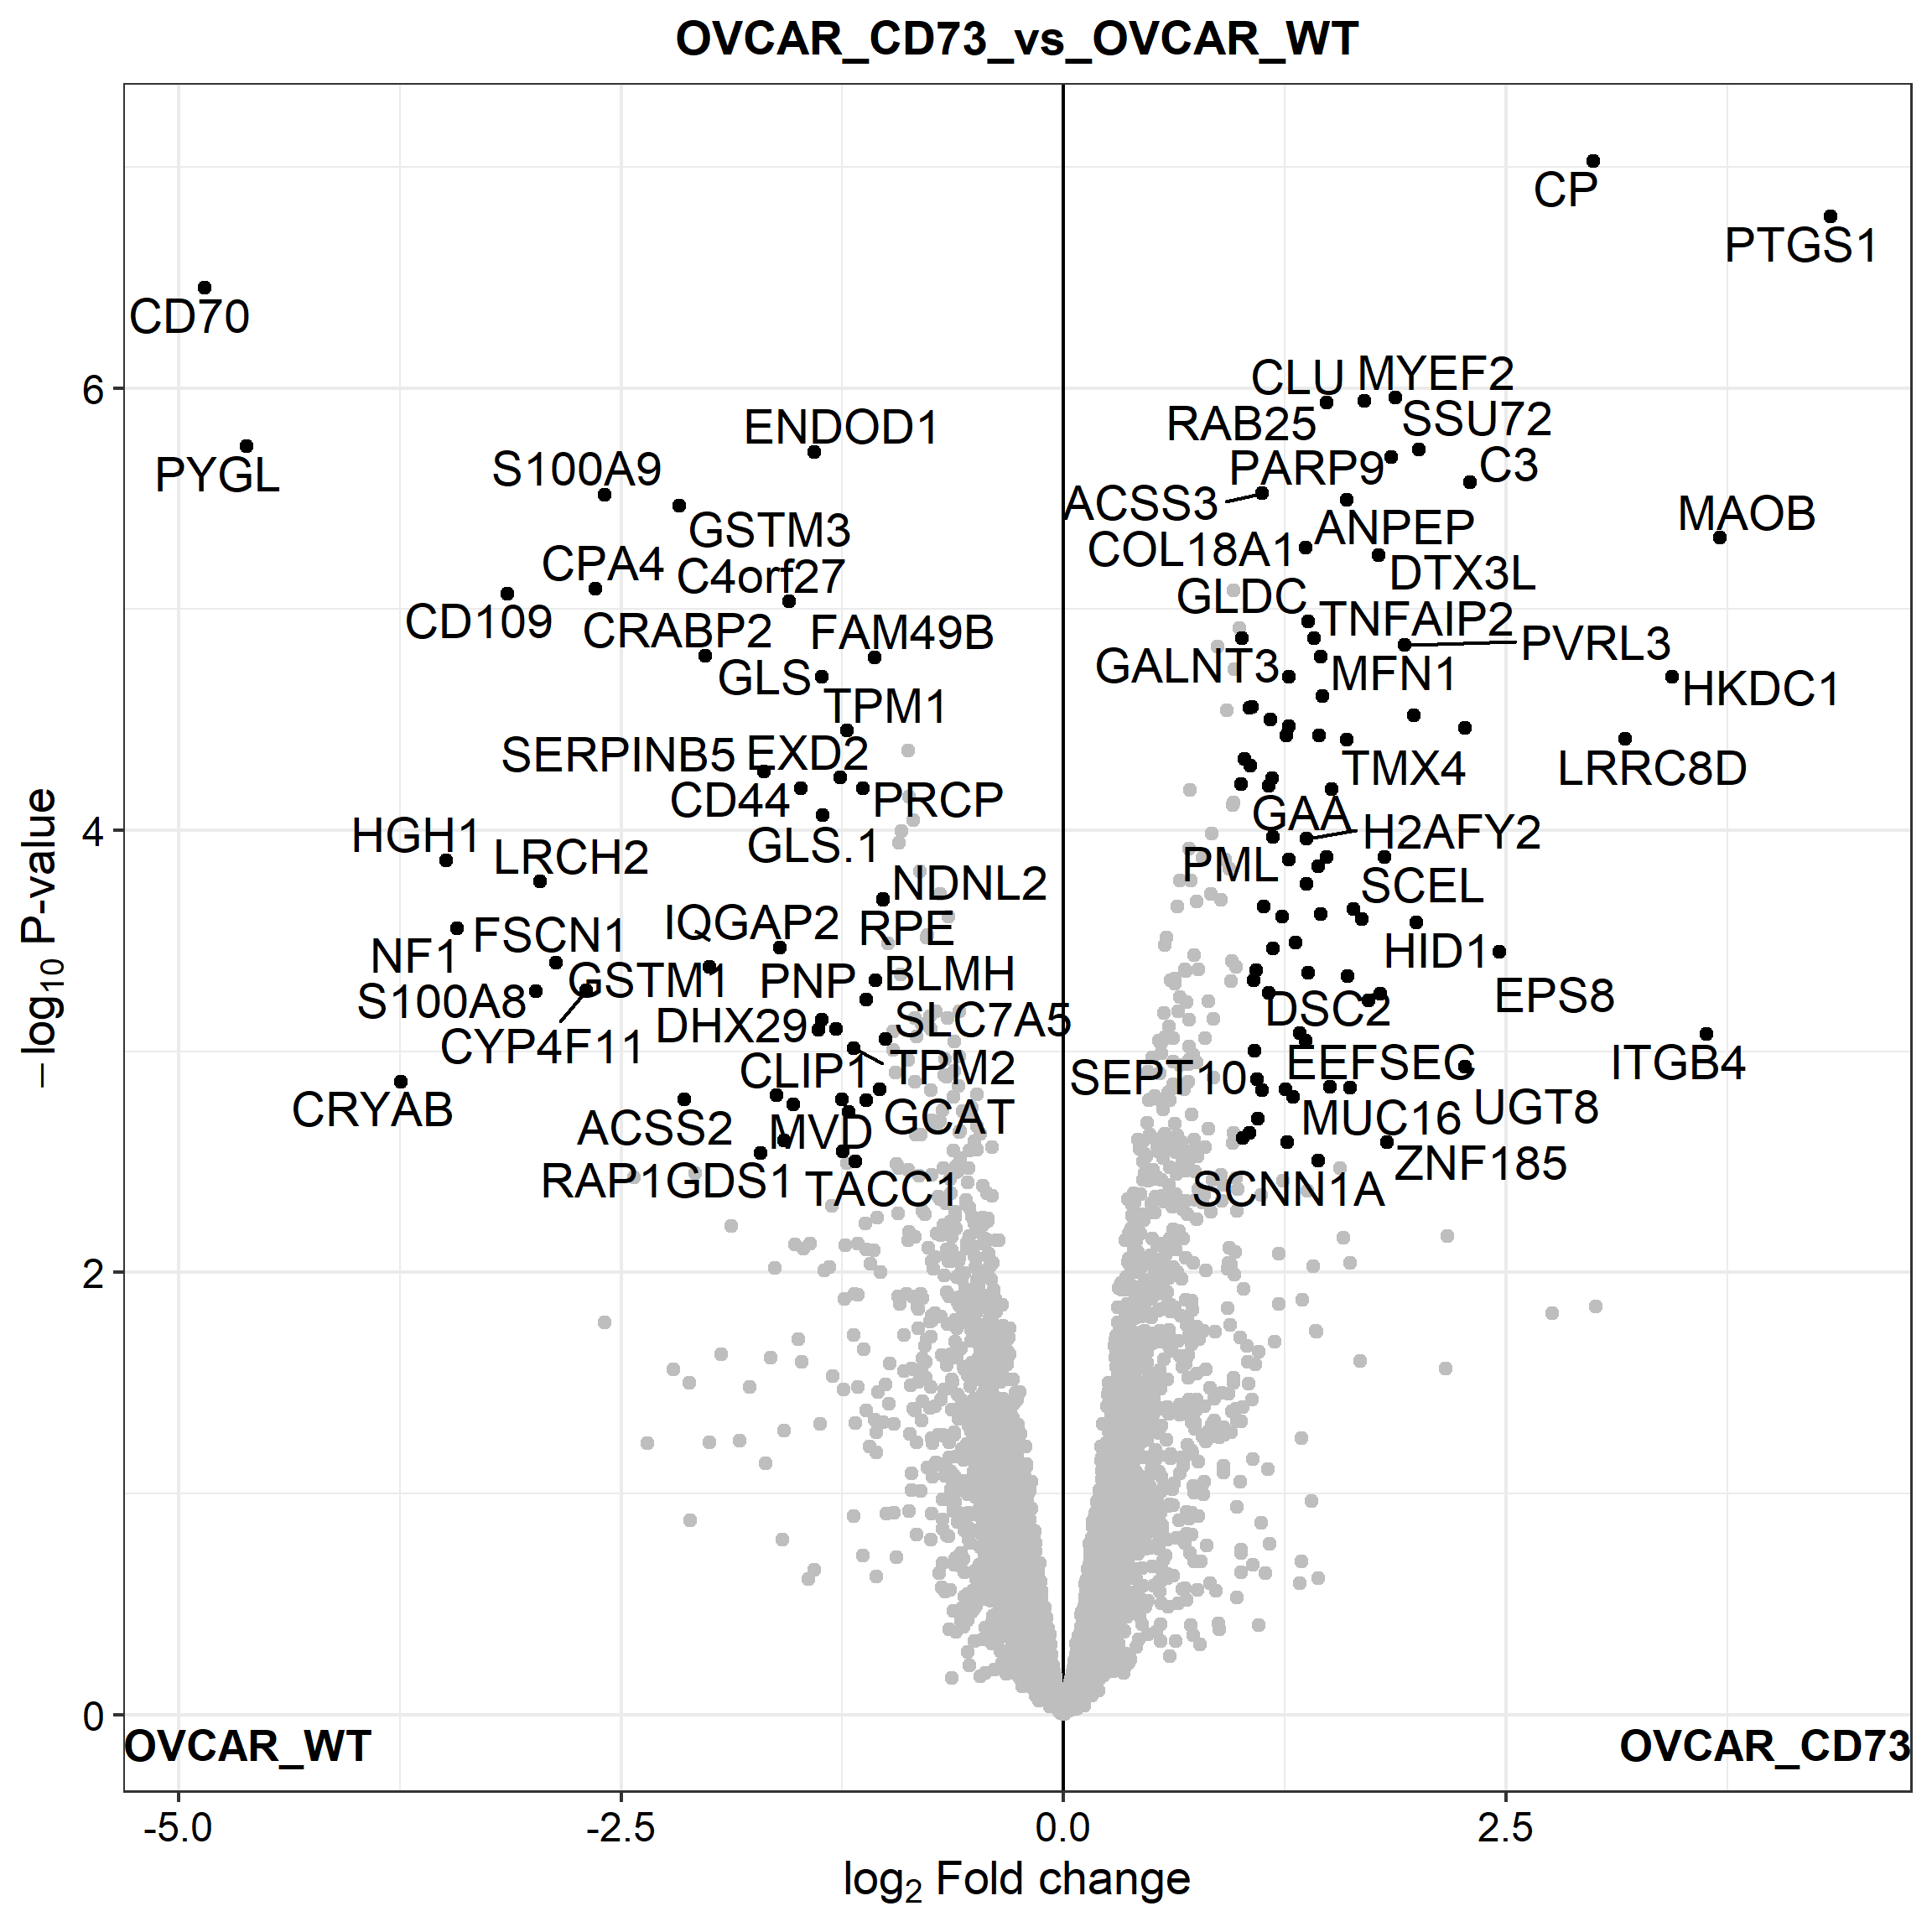 OVCAR_CD73_vs_OVCAR_WT
CP
PTGS1
CD70
MYEF2
CLU
SSU72
RAB25
ENDOD1
C3
PARP9
S100A9
PYGL
ACSS3
MAOB
ANPEP
GSTM3
COL18A1
CPA4
DTX3L
C4orf27
GLDC
CD109
TNFAIP2
CRABP2
FAM49B
PVRL3
GALNT3
MFN1
GLS
HKDC1
TPM1
SERPINB5
EXD2
TMX4
LRRC8D
CD44
PRCP
GAA
H2AFY2
HGH1
GLS.1
LRCH2
PML
NDNL2
SCEL
IQGAP2
RPE
FSCN1
NF1
HID1
GSTM1
PNP
BLMH
EPS8
S100A8
DSC2
DHX29
SLC7A5
CYP4F11
EEFSEC
ITGB4
TPM2
CLIP1
SEPT10
CRYAB
UGT8
GCAT
MUC16
ACSS2
MVD
ZNF185
RAP1GDS1
TACC1
SCNN1A
OVCAR_WT
OVCAR_CD73
6
4
2
0
-5.0
-2.5
0.0
2.5
−log10 P-value
log2 Fold change